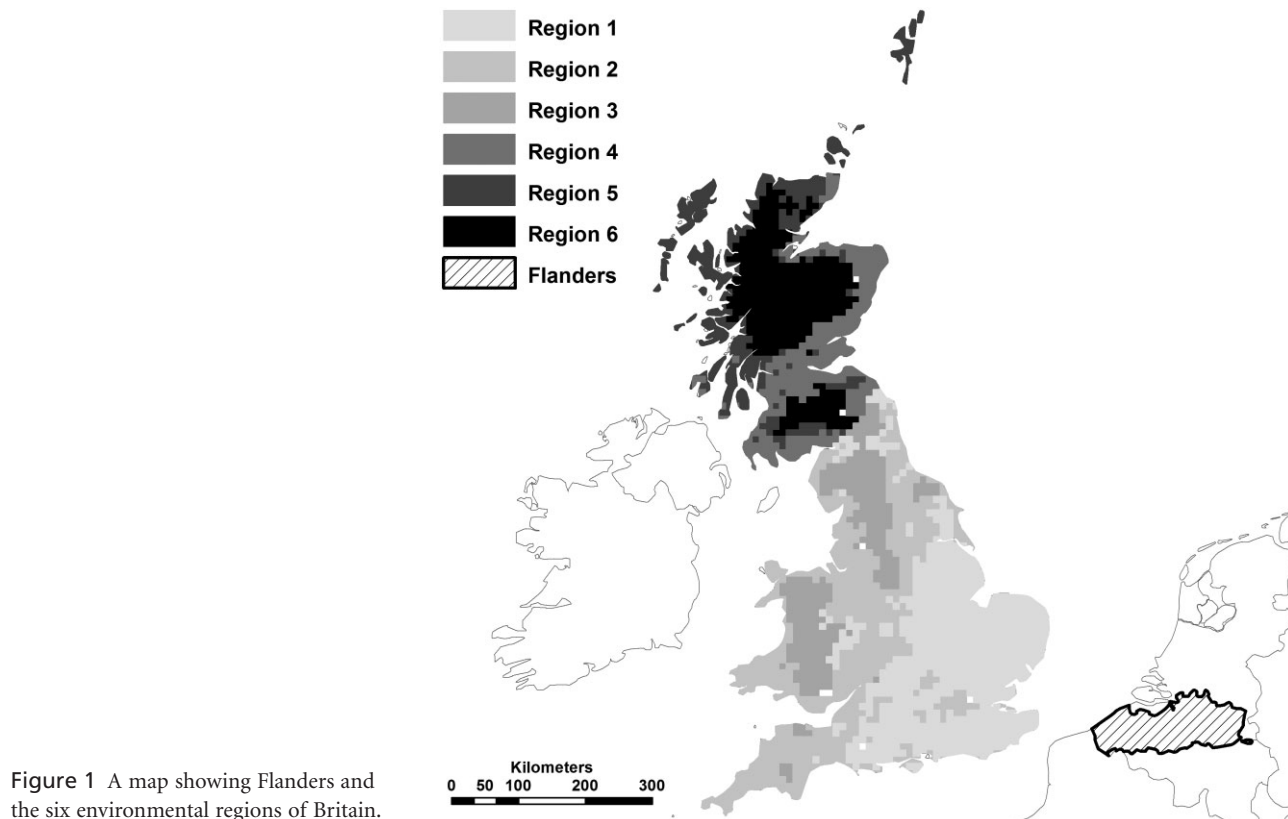 Region 1
Region 2
Region 3
Region 4
Region 5
Region 6
Flanders
Kilometers
0 50 100 200 300
Figure 1 A map showing Flanders and
the six environmental regions of Britain.